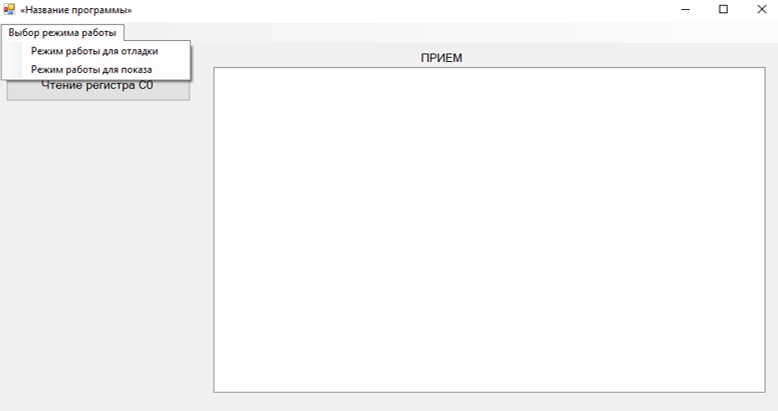 «Название программы»
Выбор режима работы
Режим работы для отладки
Режим работы для показа
Чтение регистра C0
ПРИЕМ